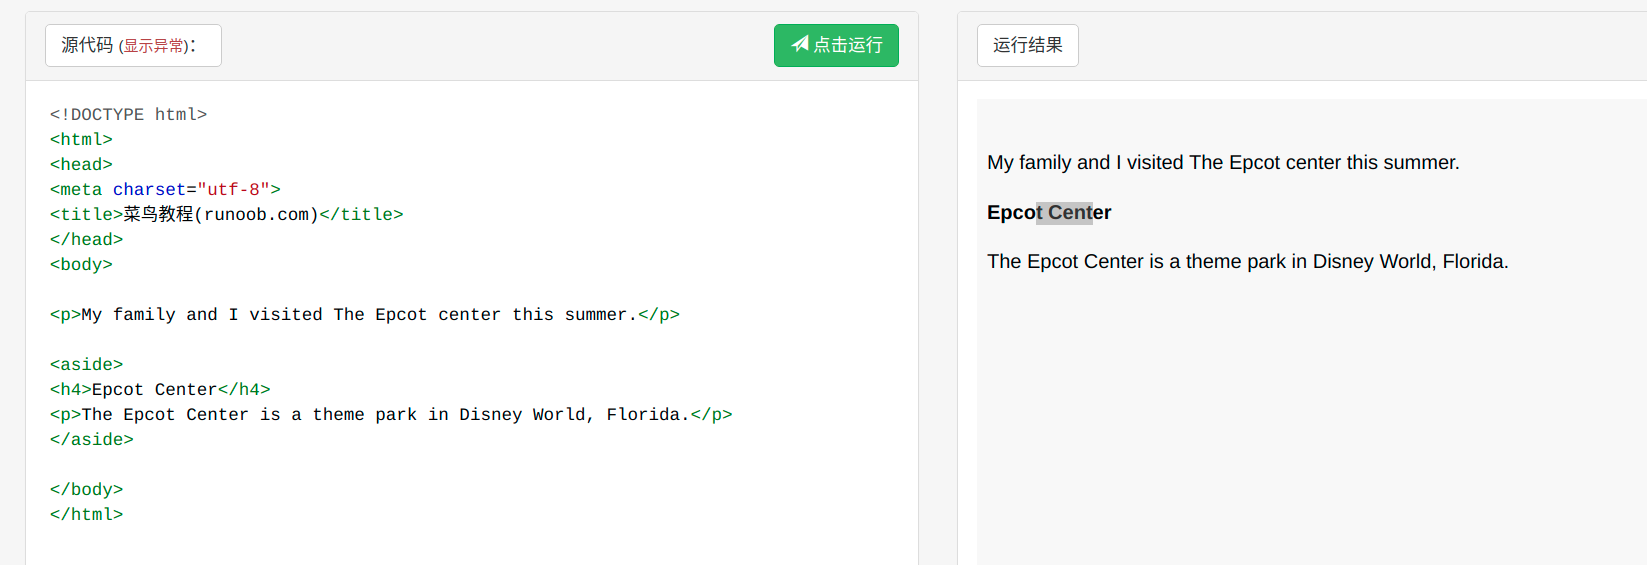 源代码 (显示异常)：
点击运行
<!DOCTYPE html>
<html>
<head>
<meta charset="utf-8">
<title>菜鸟教程(runoob.com)</title>
</head>
<body>
<p>My family and I visited The Epcot center this summer.</p>
<aside>
<h4>Epcot Center</h4>
<p>The Epcot Center is a theme park in Disney World, Florida.</p>
</aside>
</body>
</html>
运行结果
My family and I visited The Epcot center this summer.
Epcot Center
The Epcot Center is a theme park in Disney World, Florida.